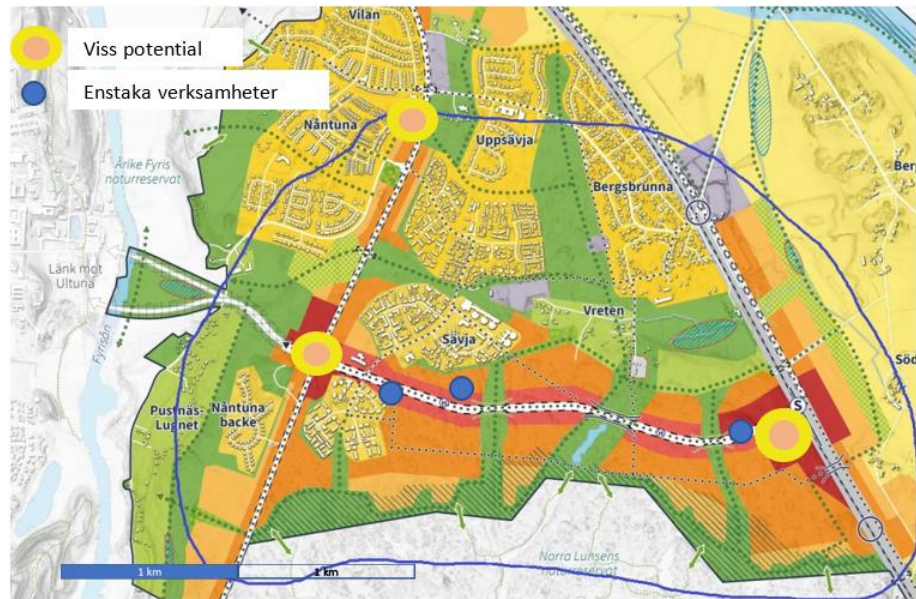 Viss potential
Enstaka verksamheter
Vilan
Nåntuna
Uppsävja
Årike Fyris
naturreservat
Bergsbrunna
Ber
Länk mot
Ultuna
Fyrisån
Vreten
Sävja
Söd
Pustnäs-
Lugnet
Nåntuna
backe
S
Norra Lunsens
naturreservat
1 km
1 km